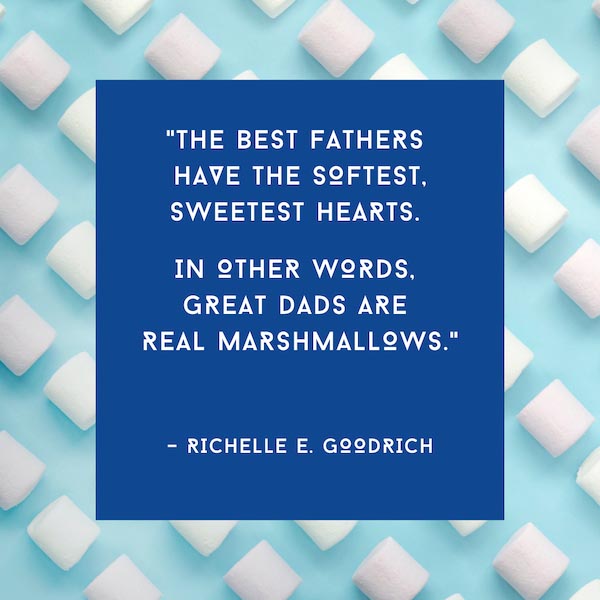 "THE BEST FATHERS
HAVE THE SOFTEST,
SWEETEST HEARTS.
IN OTHER WORDS,
GREAT DADS ARE
REAL MARSHMALLOWS."
– RICHELLE E. GOODRICH